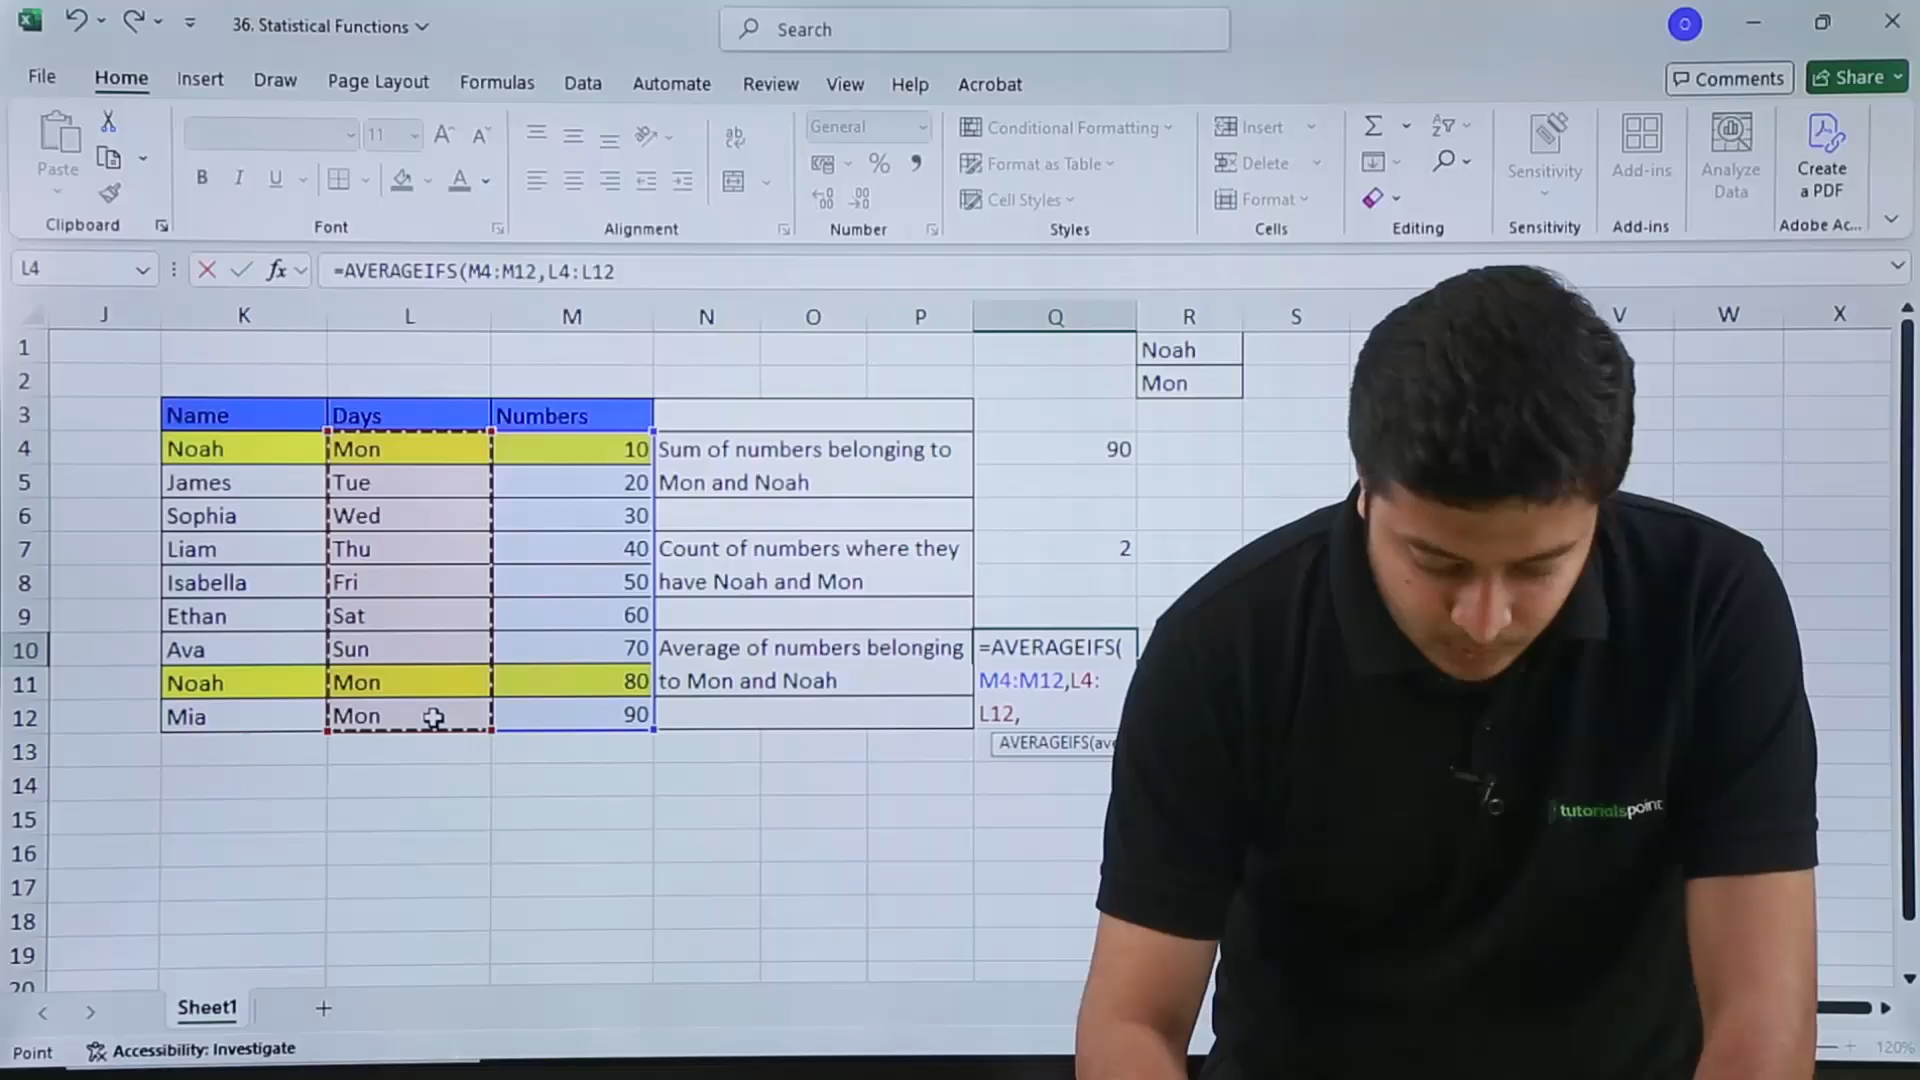 36. Statistical Functions
Search
O
File
Home
Insert
Draw
Page Layout
Formulas
Data
Automate
Review
View
Help
Acrobat
Comments
Share
Paste
Clipboard
11
B I U
Font
ab
Alignment
General
%
Number
Conditional Formatting
Format as Table
Cell Styles
Styles
Insert
Delete
Format
Cells
Editing
Sensitivity
Sensitivity
Add-ins
Add-ins
Analyze
Data
Create
a PDF
Adobe Ac...
L4
fx
=AVERAGEIFS(M4:M12,L4:L12
J K L M N O P Q R S V W X
1 Noah
2 Mon
3 Name Days Numbers
4 Noah Mon 10 Sum of numbers belonging to 90
5 James Tue 20 Mon and Noah
6 Sophia Wed 30
7 Liam Thu 40 Count of numbers where they 2
8 Isabella Fri 50 have Noah and Mon
9 Ethan Sat 60
10 Ava Sun 70 Average of numbers belonging =AVERAGEIFS(
11 Noah Mon 80 to Mon and Noah M4:M12,L4:
12 Mia Mon 90 L12,
13 AVERAGEIFS(ave
14
15
16
17
18
19
20
tutorialspoint
Sheet1
Point
Accessibility: Investigate
120%